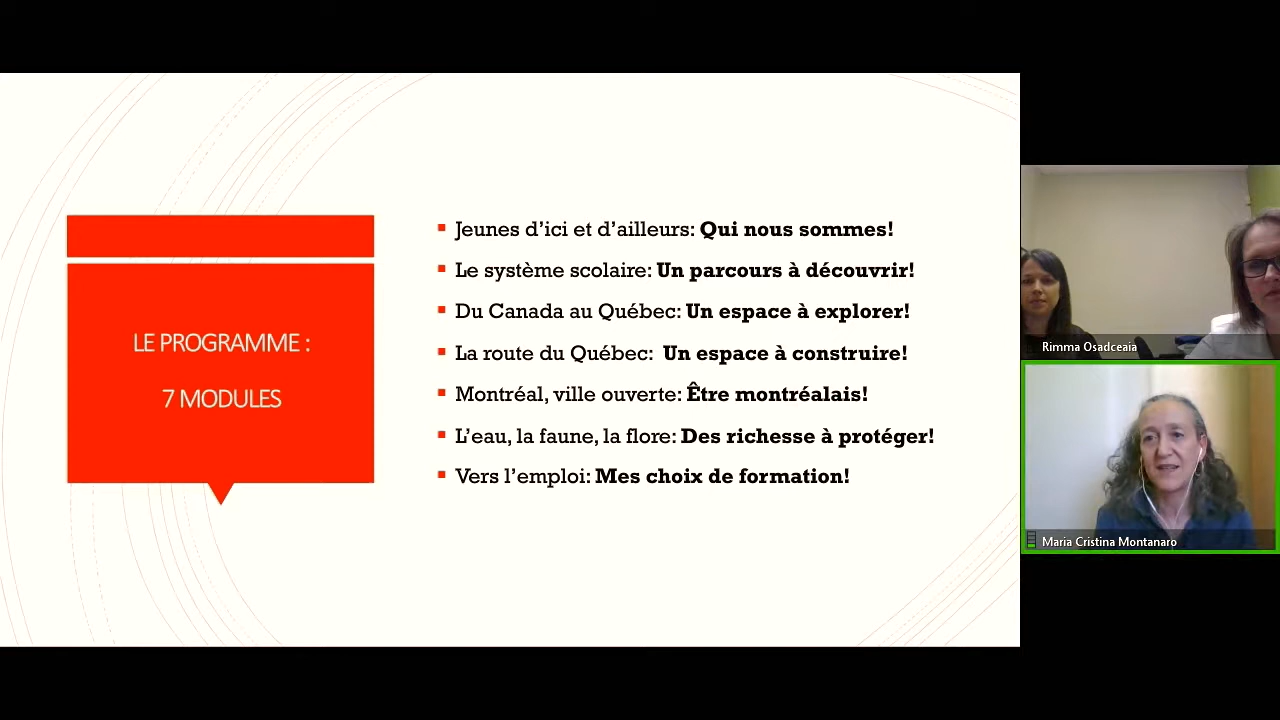 LE PROGRAMME :
7 MODULES
Jeunes d’ici et d’ailleurs: Qui nous sommes!
Le système scolaire: Un parcours à découvrir!
Du Canada au Québec: Un espace à explorer!
La route du Québec: Un espace à construire!
Montréal, ville ouverte: Être montréalais!
L’eau, la faune, la flore: Des richesse à protéger!
Vers l’emploi: Mes choix de formation!
Rimma Osadceaia
Maria Cristina Montanaro